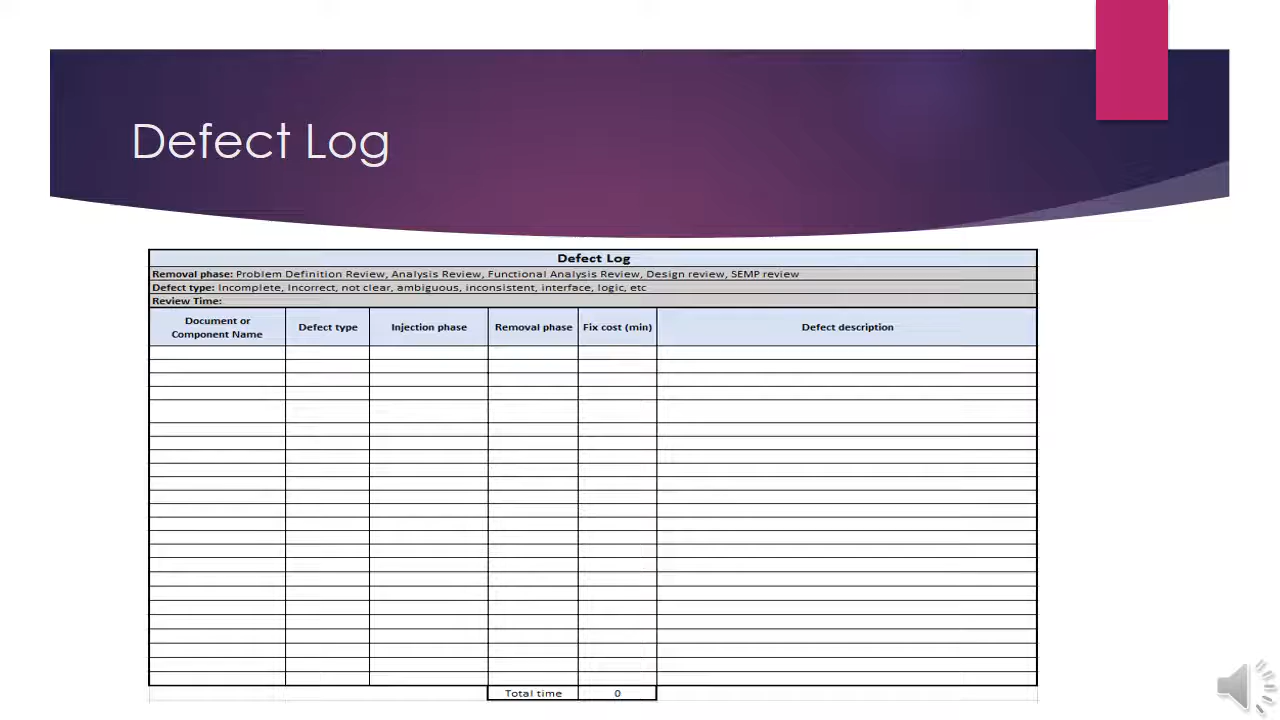 Defect Log
Defect Log
Removal phase: Problem Definition Review, Analysis Review, Functional Analysis Review, Design review, SEMP review
Defect type: Incomplete, Incorrect, not clear, ambiguous, inconsistent, interface, logic, etc
Review Time:
Document or
Component Name
Defect type
Injection phase
Removal phase
Fix cost (min)
Defect description
Total time
0